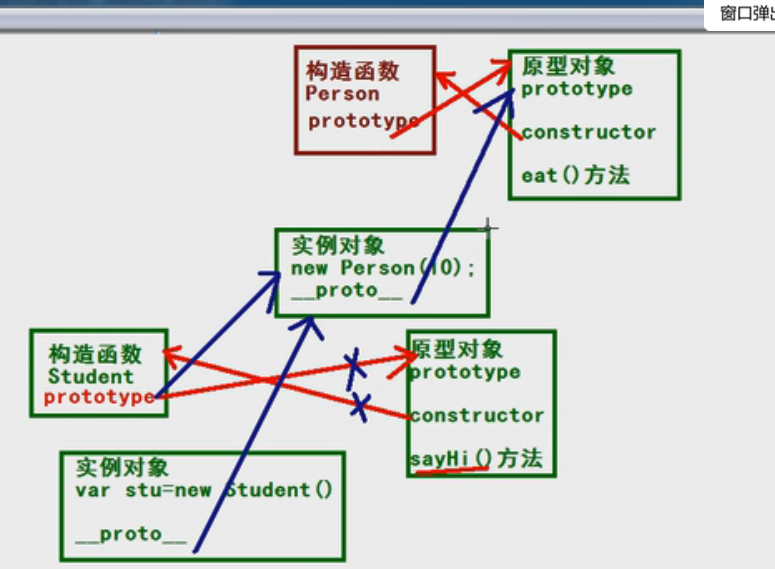 窗口弹出
构造函数
Person
prototype
原型对象
prototype
constructor
eat()方法
实例对象
new Person(10);
__proto__
构造函数
Student
prototype
原型对象
prototype
constructor
sayHi()方法
实例对象
var stu=new Student()
__proto__